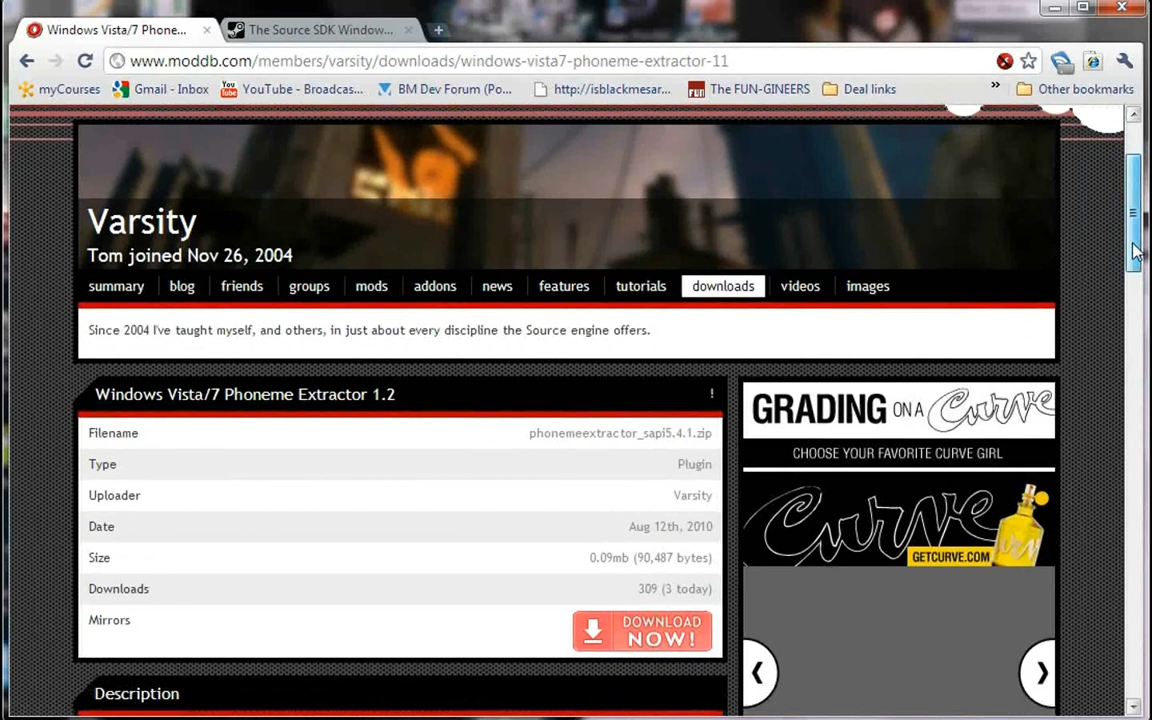 Windows Vista/7 Phone...
The Source SDK Window...
www.moddb.com/members/varsity/downloads/windows-vista7-phoneme-extractor-11
myCourses
Gmail - Inbox
You Tube
YouTube - Broadcas...
BM Dev Forum (Po...
http://isblackmesar...
FUN
The FUN-GINEERS
Deal links
»
Other bookmarks
Varsity
Tom joined Nov 26, 2004
summary
blog
friends
groups
mods
addons
news
features
tutorials
downloads
videos
images
Since 2004 I've taught myself, and others, in just about every discipline the Source engine offers.
Windows Vista/7 Phoneme Extractor 1.2 !
Filename phonemeextractor_sapi5.4.1.zip
Type Plugin
Uploader Varsity
Date Aug 12th, 2010
Size 0.09mb (90,487 bytes)
Downloads 309 (3 today)
Mirrors
DOWNLOAD
NOW!
Description
GRADING ON A Curve
CHOOSE YOUR FAVORITE CURVE GIRL
Curve
GETCURVE.COM